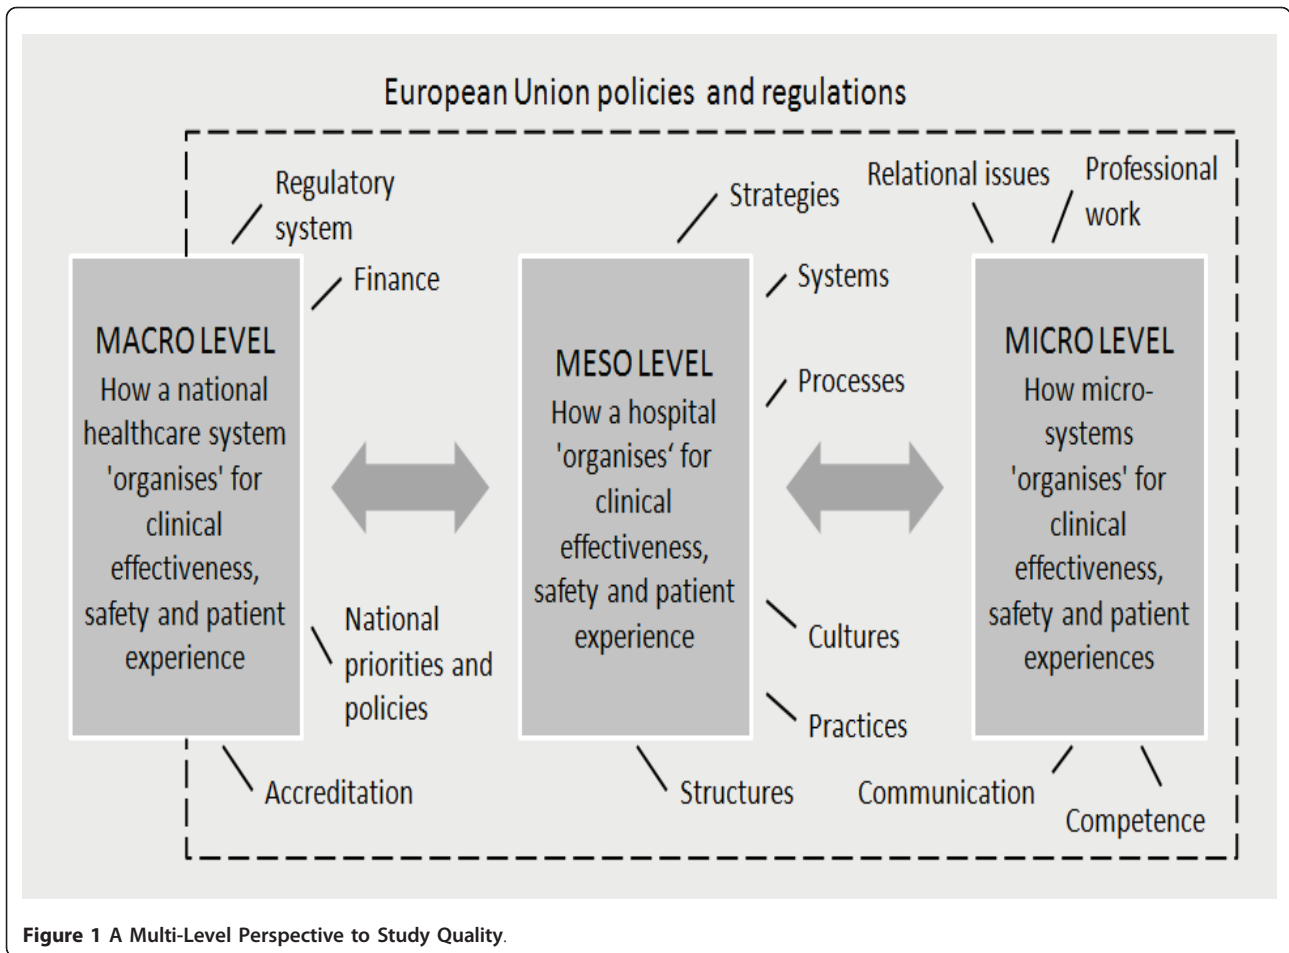 European Union policies and regulations
Regulatory
system
Finance
MACRO LEVEL
How a national
healthcare system
'organises' for
clinical
effectiveness,
safety and patient
experience
National
priorities and
policies
Accreditation
Strategies
Systems
Processes
MESO LEVEL
How a hospital
'organises‘ for
clinical
effectiveness,
safety and patient
experience
Cultures
Practices
Structures
Relational issues
Professional
work
MICRO LEVEL
How micro-
systems
'organises' for
clinical
effectiveness,
safety and patient
experiences
Communication
Competence
Figure 1 A Multi-Level Perspective to Study Quality.